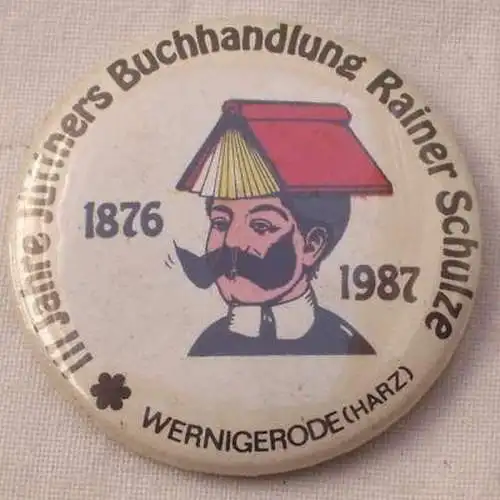 111 Jahre Jüttners Buchhandlung Rainer Schulze
1876
1987
WERNIGERODE (HARZ)